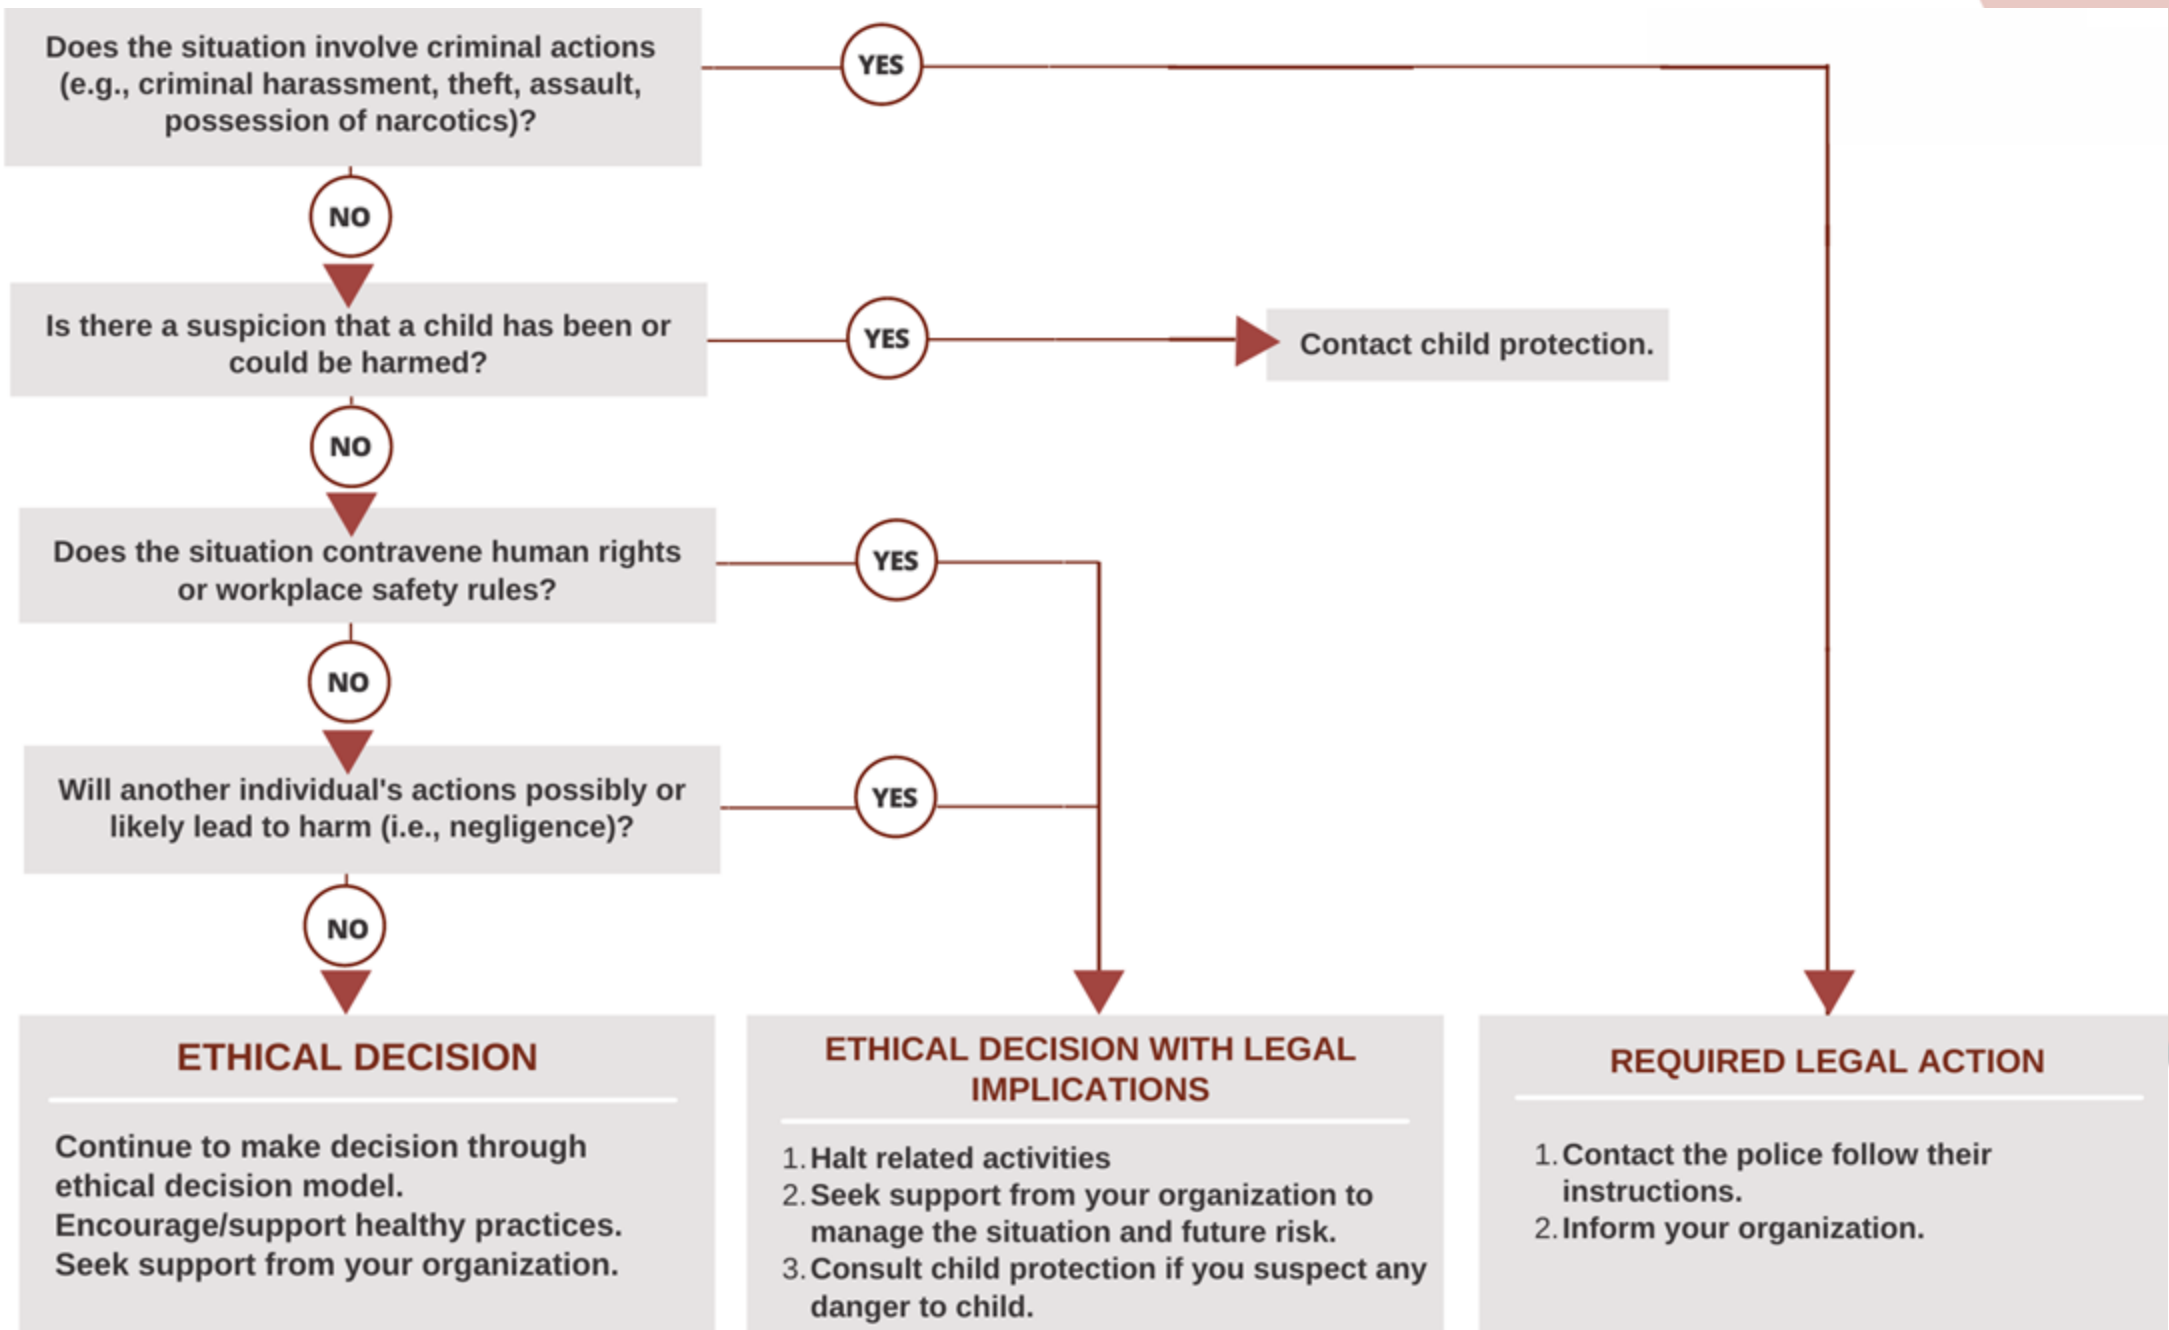 Does the situation involve criminal actions
(e.g., criminal harassment, theft, assault,
possession of narcotics)?
YES
NO
Is there a suspicion that a child has been or
could be harmed?
YES
Contact child protection.
NO
Does the situation contravene human rights
or workplace safety rules?
YES
NO
Will another individual's actions possibly or
likely lead to harm (i.e., negligence)?
YES
NO
ETHICAL DECISION
Continue to make decision through
ethical decision model.
Encourage/support healthy practices.
Seek support from your organization.
ETHICAL DECISION WITH LEGAL
IMPLICATIONS
1. Halt related activities
2. Seek support from your organization to
manage the situation and future risk.
3. Consult child protection if you suspect any
danger to child.
REQUIRED LEGAL ACTION
1. Contact the police follow their
instructions.
2. Inform your organization.